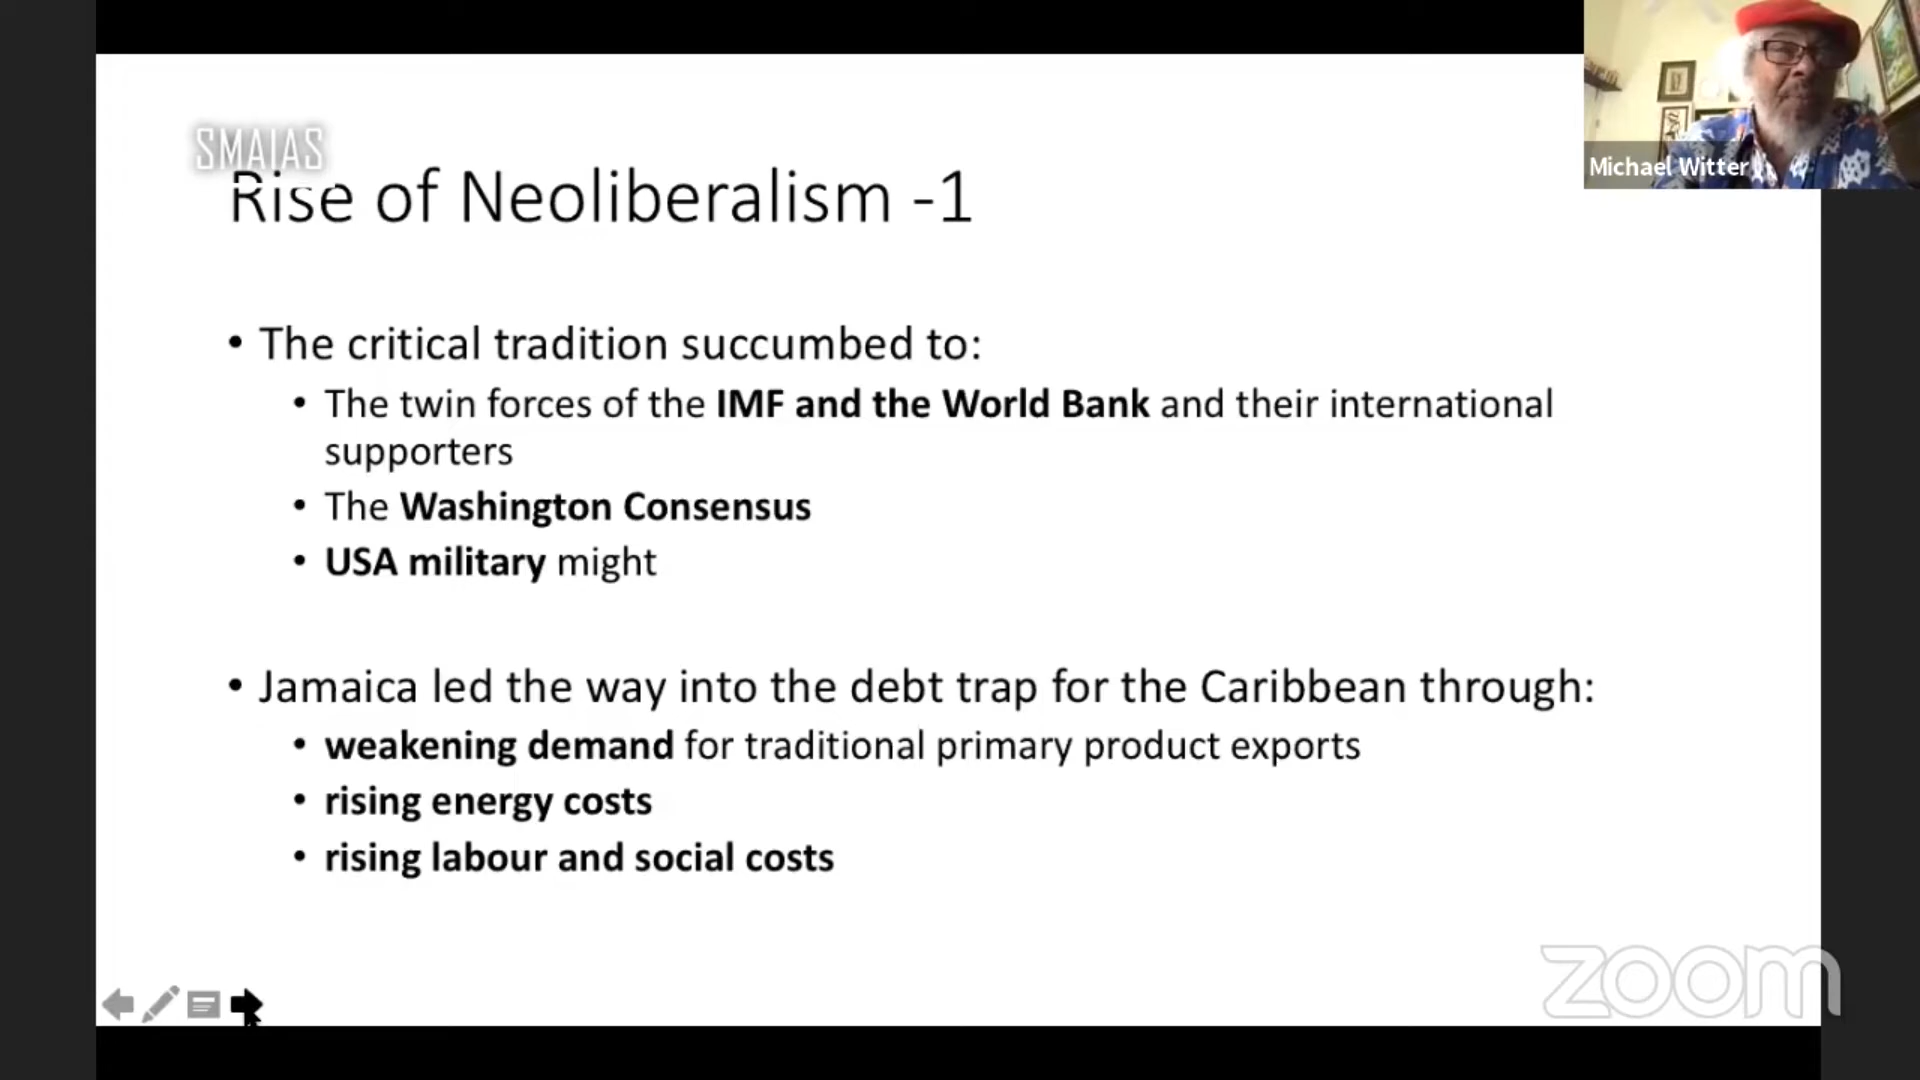 SMAIAS
Rise of Neoliberalism -1
Michael Witter
• The critical tradition succumbed to:
• The twin forces of the IMF and the World Bank and their international
supporters
• The Washington Consensus
• USA military might
• Jamaica led the way into the debt trap for the Caribbean through:
• weakening demand for traditional primary product exports
• rising energy costs
• rising labour and social costs
zoom